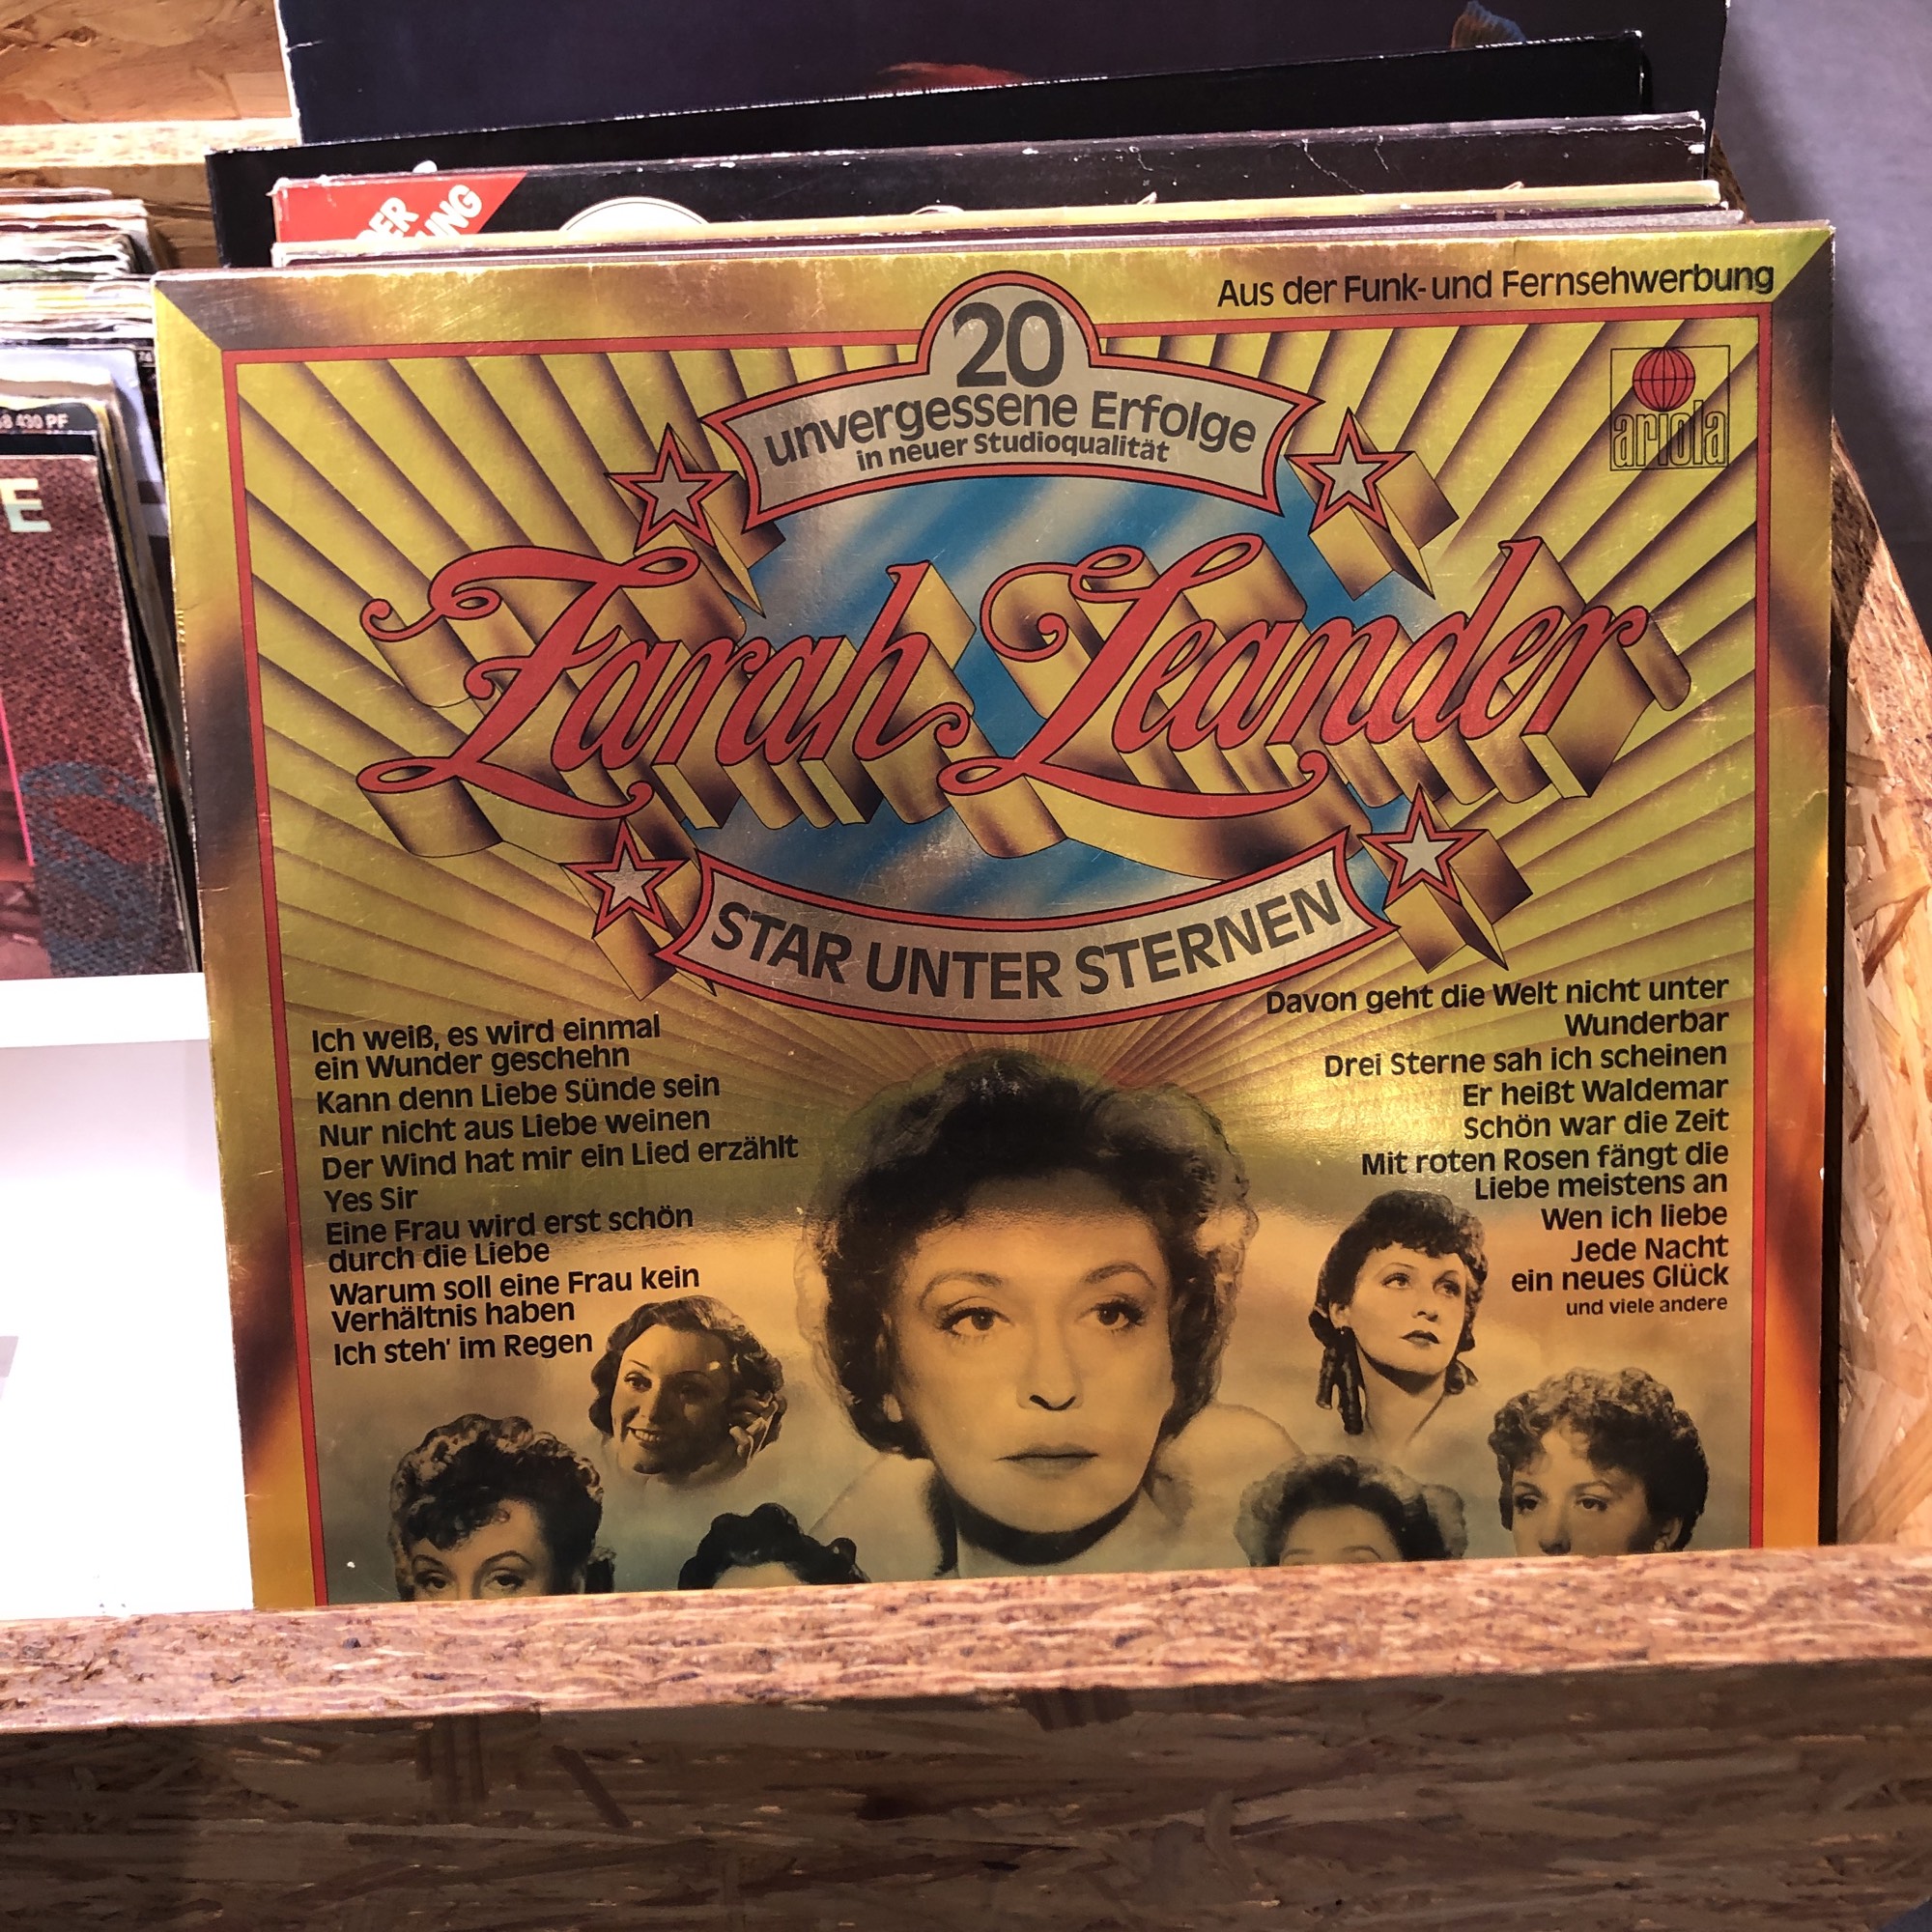 74
8 430 PF
E
Aus der Funk- und Fernsehwerbung
20
unvergessene Erfolge
in neuer Studioqualität
ariola
Zarah Leander
STAR UNTER STERNEN
Ich weiß, es wird einmal
ein Wunder geschehn
Kann denn Liebe Sünde sein
Nur nicht aus Liebe weinen
Der Wind hat mir ein Lied erzählt
Yes Sir
Eine Frau wird erst schön
durch die Liebe
Warum soll eine Frau kein
Verhältnis haben
Ich steh' im Regen
Davon geht die Welt nicht unter
Wunderbar
Drei Sterne sah ich scheinen
Er heißt Waldemar
Schön war die Zeit
Mit roten Rosen fängt die
Liebe meistens an
Wen ich liebe
Jede Nacht
ein neues Glück
und viele andere